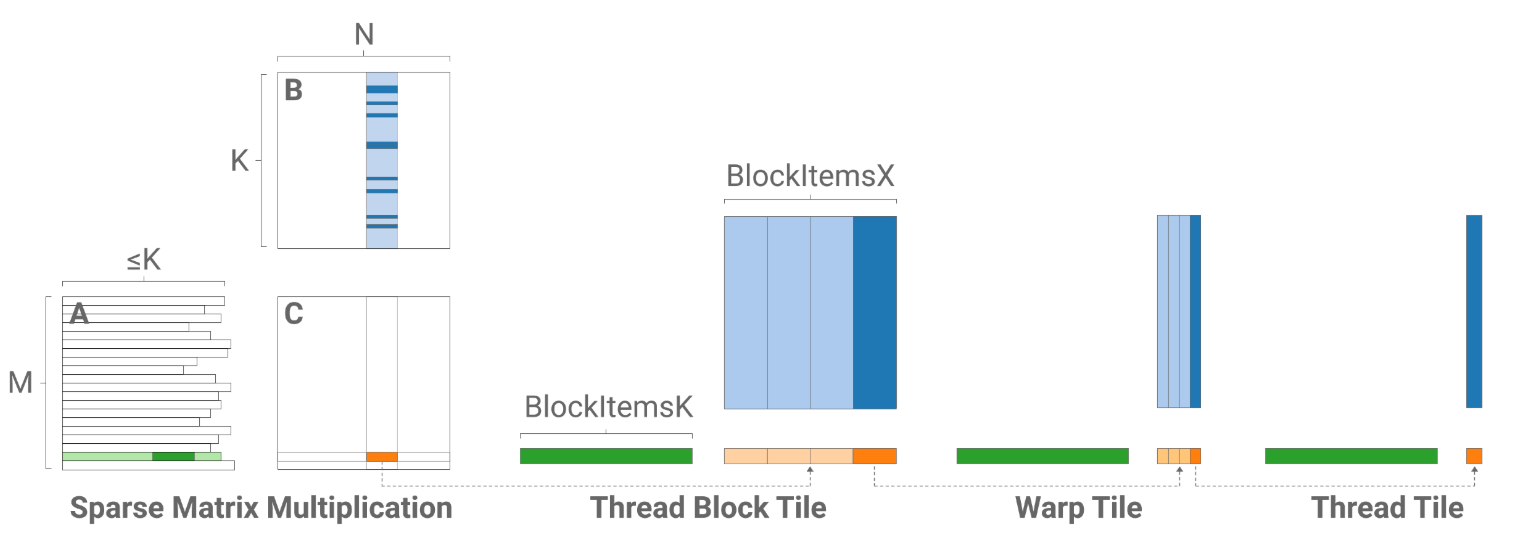 N
B
K
BlockItemsX
≤K
A
C
M
BlockItemsK
Sparse Matrix Multiplication
Thread Block Tile
Warp Tile
Thread Tile